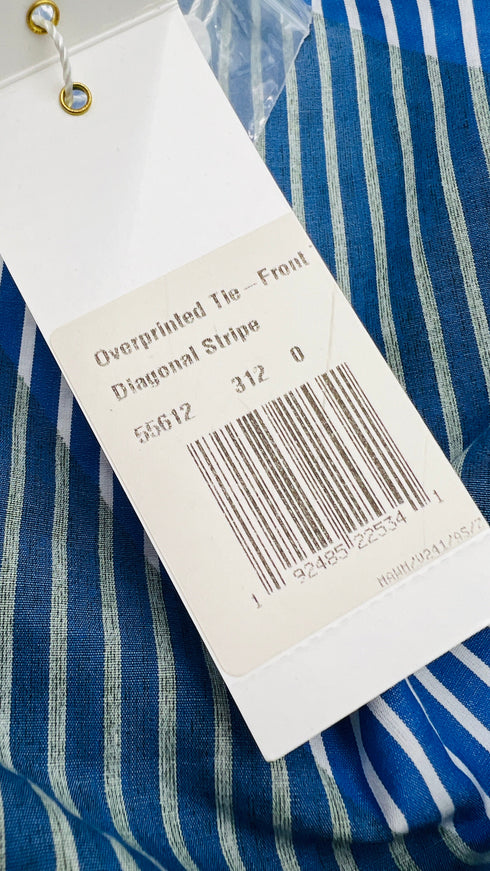 Overprinted Tie - Front
Diagonal Stripe
55612 312 0
1 92485 22534 1